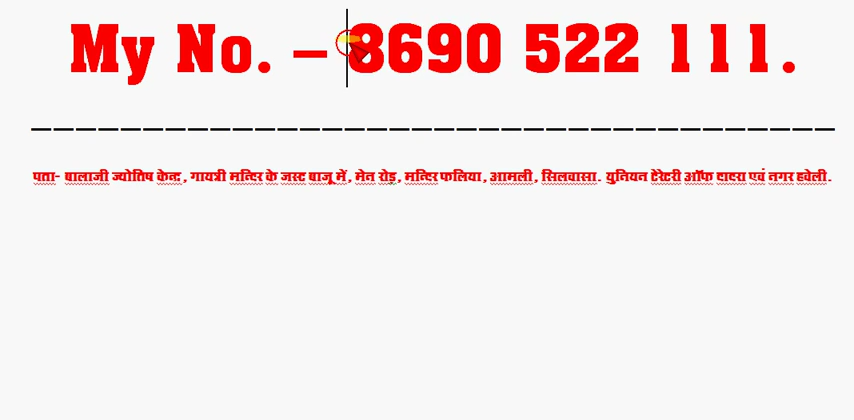 My No. – 8690 522 111.
पता- बालाजी ज्योतिष केन्द्र, गायत्री मन्दिर के जस्ट बाजू में, मेन रोड़, मन्दिर फलिया, आमली, सिलवासा. युनियन टेरेटरी ऑफ दादरा एवं नगर हवेली.